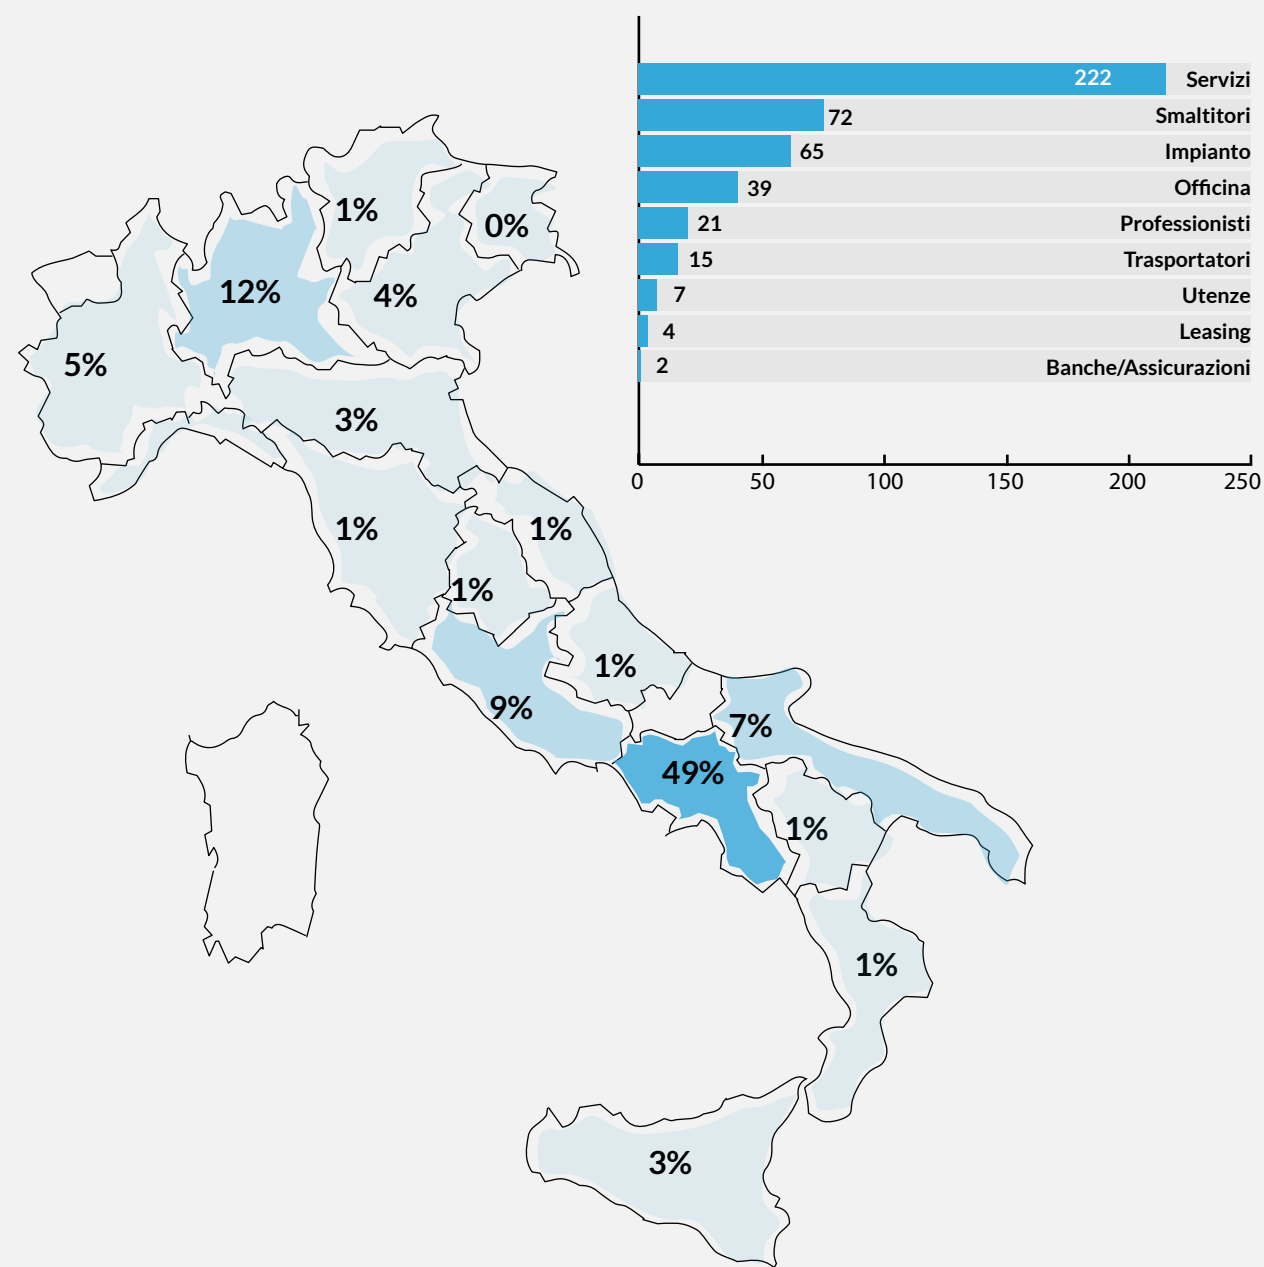 222 Servizi
72 Smaltitori
65 Impianto
39 Officina
21 Professionisti
15 Trasportatori
7 Utenze
4 Leasing
2 Banche/Assicurazioni
0 50 100 150 200 250
1%
0%
12%
4%
5%
3%
1%
1%
1%
1%
9%
7%
49%
1%
1%
3%